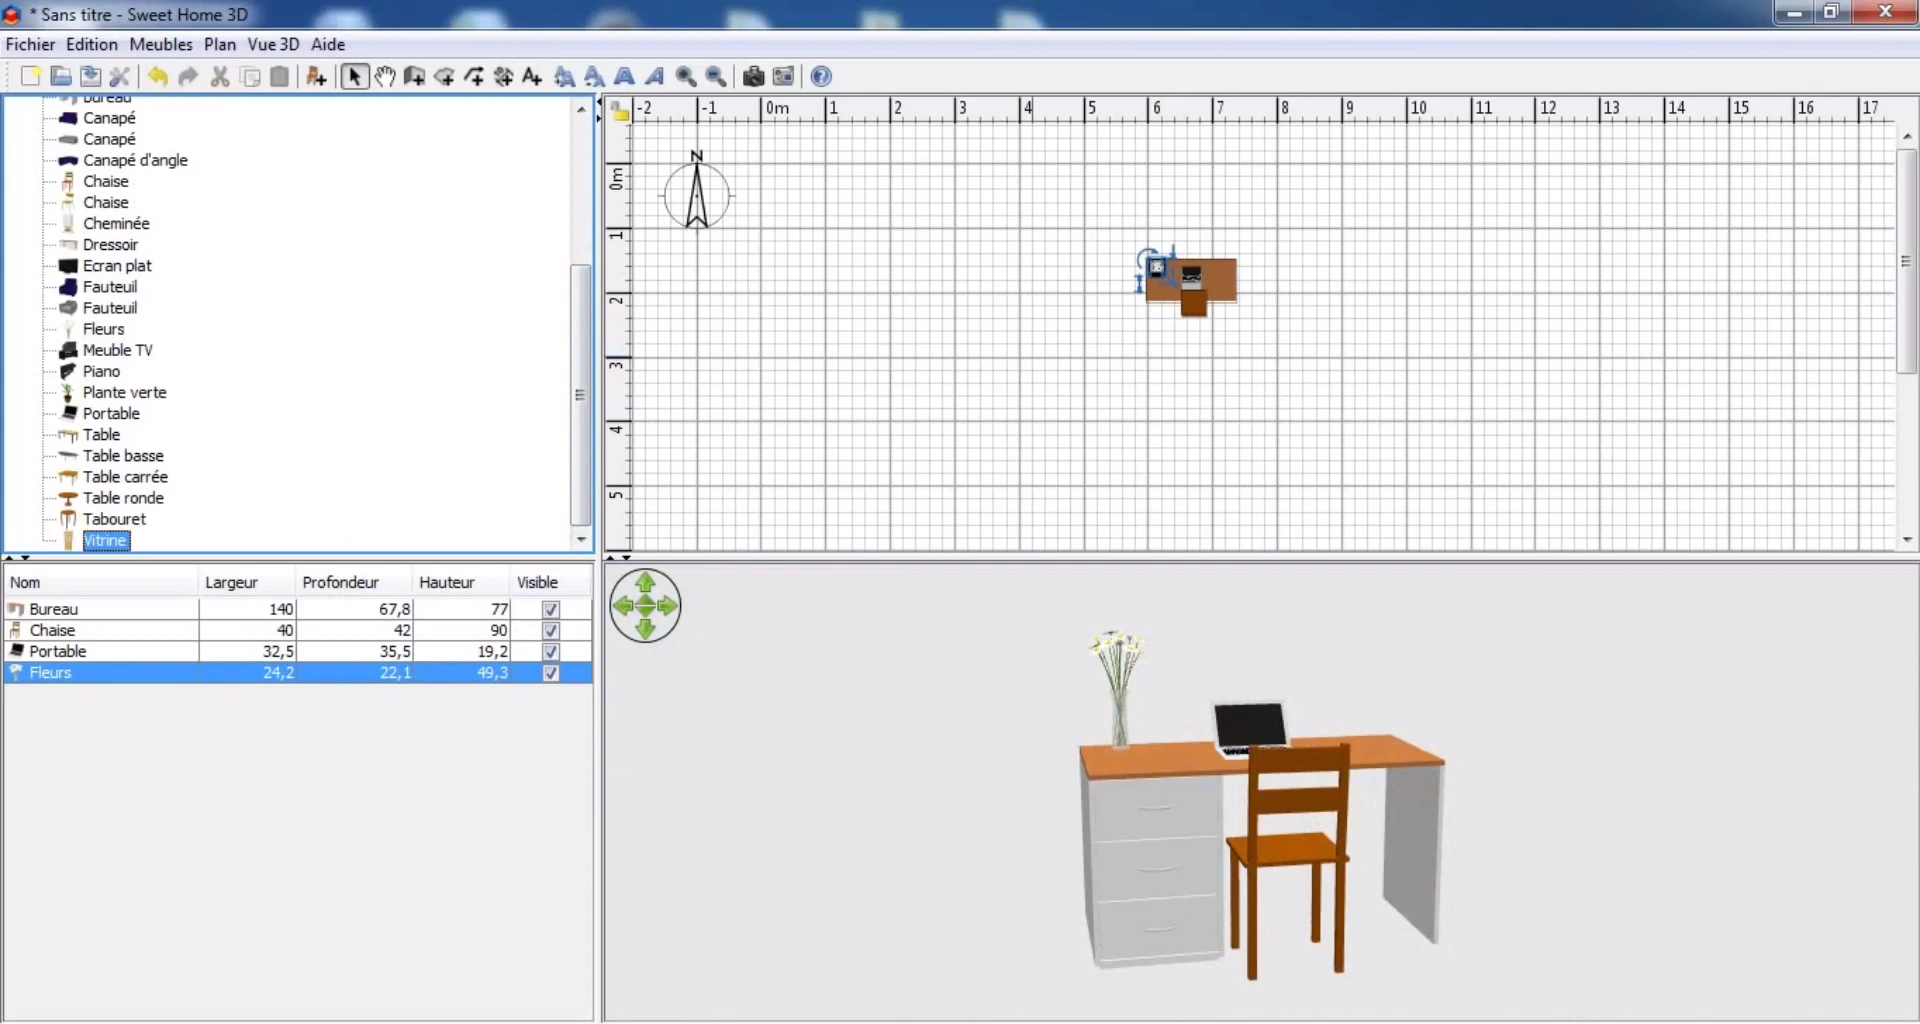 * Sans titre - Sweet Home 3D
Fichier Edition Meubles Plan Vue 3D Aide
Bureau
Canapé
Canapé
Canapé d'angle
Chaise
Chaise
Cheminée
Dressoir
Ecran plat
Fauteuil
Fauteuil
Fleurs
Meuble TV
Piano
Plante verte
Portable
Table
Table basse
Table carrée
Table ronde
Tabouret
Vitrine
-2 -1 0m 1 2 3 4 5 6 7 8 9 10 11 12 13 14 15 16 17
0m
1
2
3
4
5
N
Nom Largeur Profondeur Hauteur Visible
Bureau 140 67,8 77
Chaise 40 42 90
Portable 32,5 35,5 19,2
Fleurs 24,2 22,1 49,3